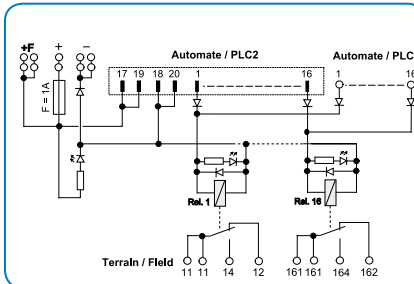 Automate / PLC2 Automate / PLC
+F + –
17 19 18 20 1 16 1 16
F = 1A
Rel. 1 Rel. 16
Terrain / Field
11 11 14 12 161 161 164 162